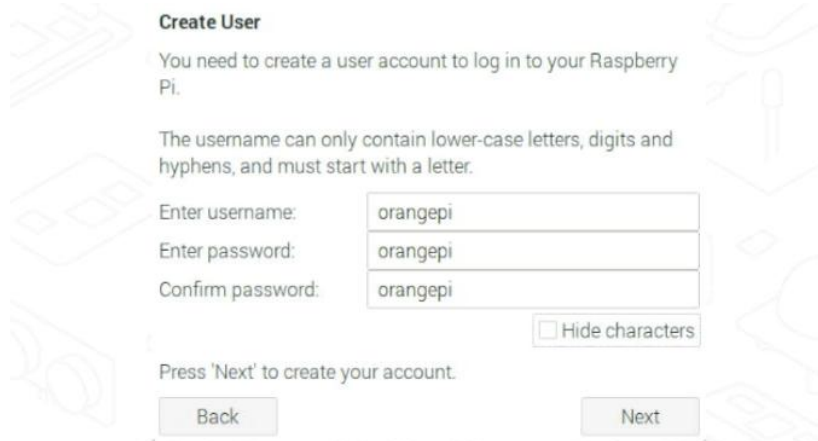 Create User
You need to create a user account to log in to your Raspberry
Pi.
The username can only contain lower-case letters, digits and
hyphens, and must start with a letter.
Enter username: orangepi
Enter password: orangepi
Confirm password: orangepi
Hide characters
Press 'Next' to create your account.
Back Next